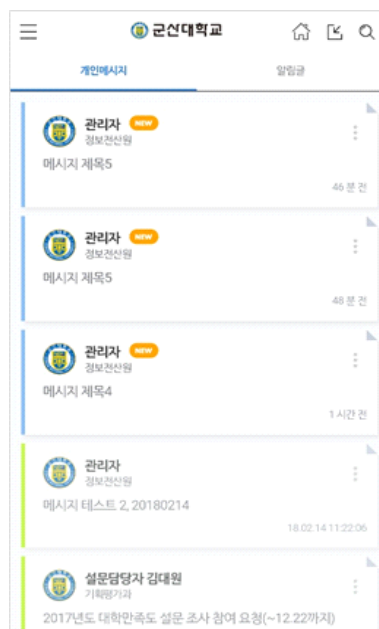 군산대학교
개인메시지
알림글
관리자 NEW
정보전산원
메시지 제목5
46 분 전
관리자 NEW
정보전산원
메시지 제목5
48 분 전
관리자 NEW
정보전산원
메시지 제목4
1 시간 전
관리자
정보전산원
메시지 테스트 2, 20180214
18.02.14 11:22:06
설문담당자 김대원
기획평가과
2017년도 대학만족도 설문 조사 참여 요청(~12.22까지)